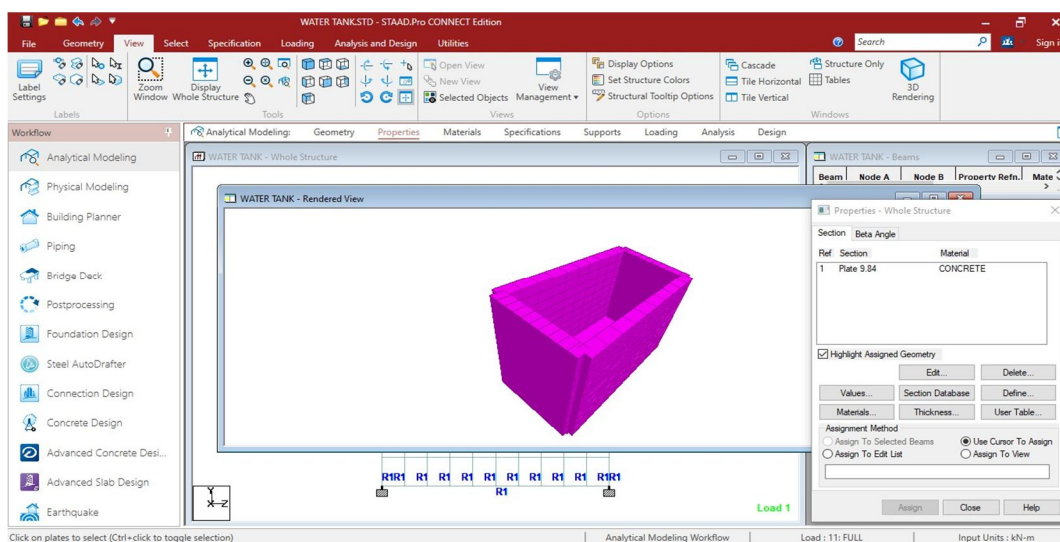 WATER TANK.STD - STAAD.Pro CONNECT Edition
File Geometry View Select Specification Loading Analysis and Design Utilities Search Sign i
Label Settings
Zoom Window
Display Whole Structure
Open View
New View
Selected Objects
View Management
Display Options
Set Structure Colors
Structural Tooltip Options
Cascade
Tile Horizontal
Tile Vertical
Structure Only
Tables
3D Rendering
Labels Tools Views Options Windows
Workflow
Analytical Modeling: Geometry Properties Materials Specifications Supports Loading Analysis Design
Analytical Modeling
Physical Modeling
Building Planner
Piping
Bridge Deck
Postprocessing
Foundation Design
Steel AutoDrafter
Connection Design
Concrete Design
Advanced Concrete Desi...
Advanced Slab Design
Earthquake
WATER TANK - Whole Structure
WATER TANK - Beams
Beam Node A Node B Property Refn. Mate
WATER TANK - Rendered View
R1R1 R1 R1 R1 R1 R1 R1 R1 R1R1
R1
Y
X Z
Load 1
Properties - Whole Structure
Section Beta Angle
Ref Section Material
1 Plate 9.84 CONCRETE
Highlight Assigned Geometry
Edit... Delete...
Values... Section Database Define...
Materials... Thickness... User Table...
Assignment Method
Assign To Selected Beams Use Cursor To Assign
Assign To Edit List Assign To View
Assign Close Help
Click on plates to select (Ctrl+click to toggle selection) Analytical Modeling Workflow Load : 11: FULL Input Units : kN-m